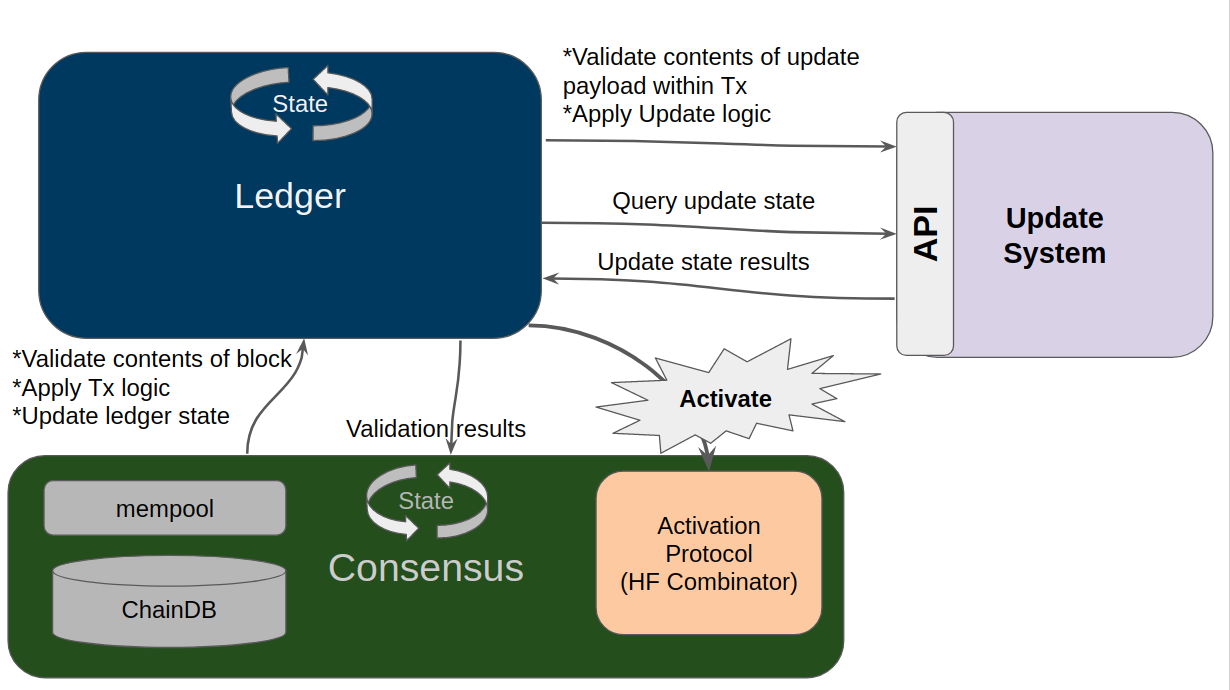 *Validate contents of update
payload within Tx
*Apply Update logic
State
Ledger
Query update state
Update state results
API
Update
System
*Validate contents of block
*Apply Tx logic
*Update ledger state
Validation results
Activate
mempool
ChainDB
State
Consensus
Activation
Protocol
(HF Combinator)